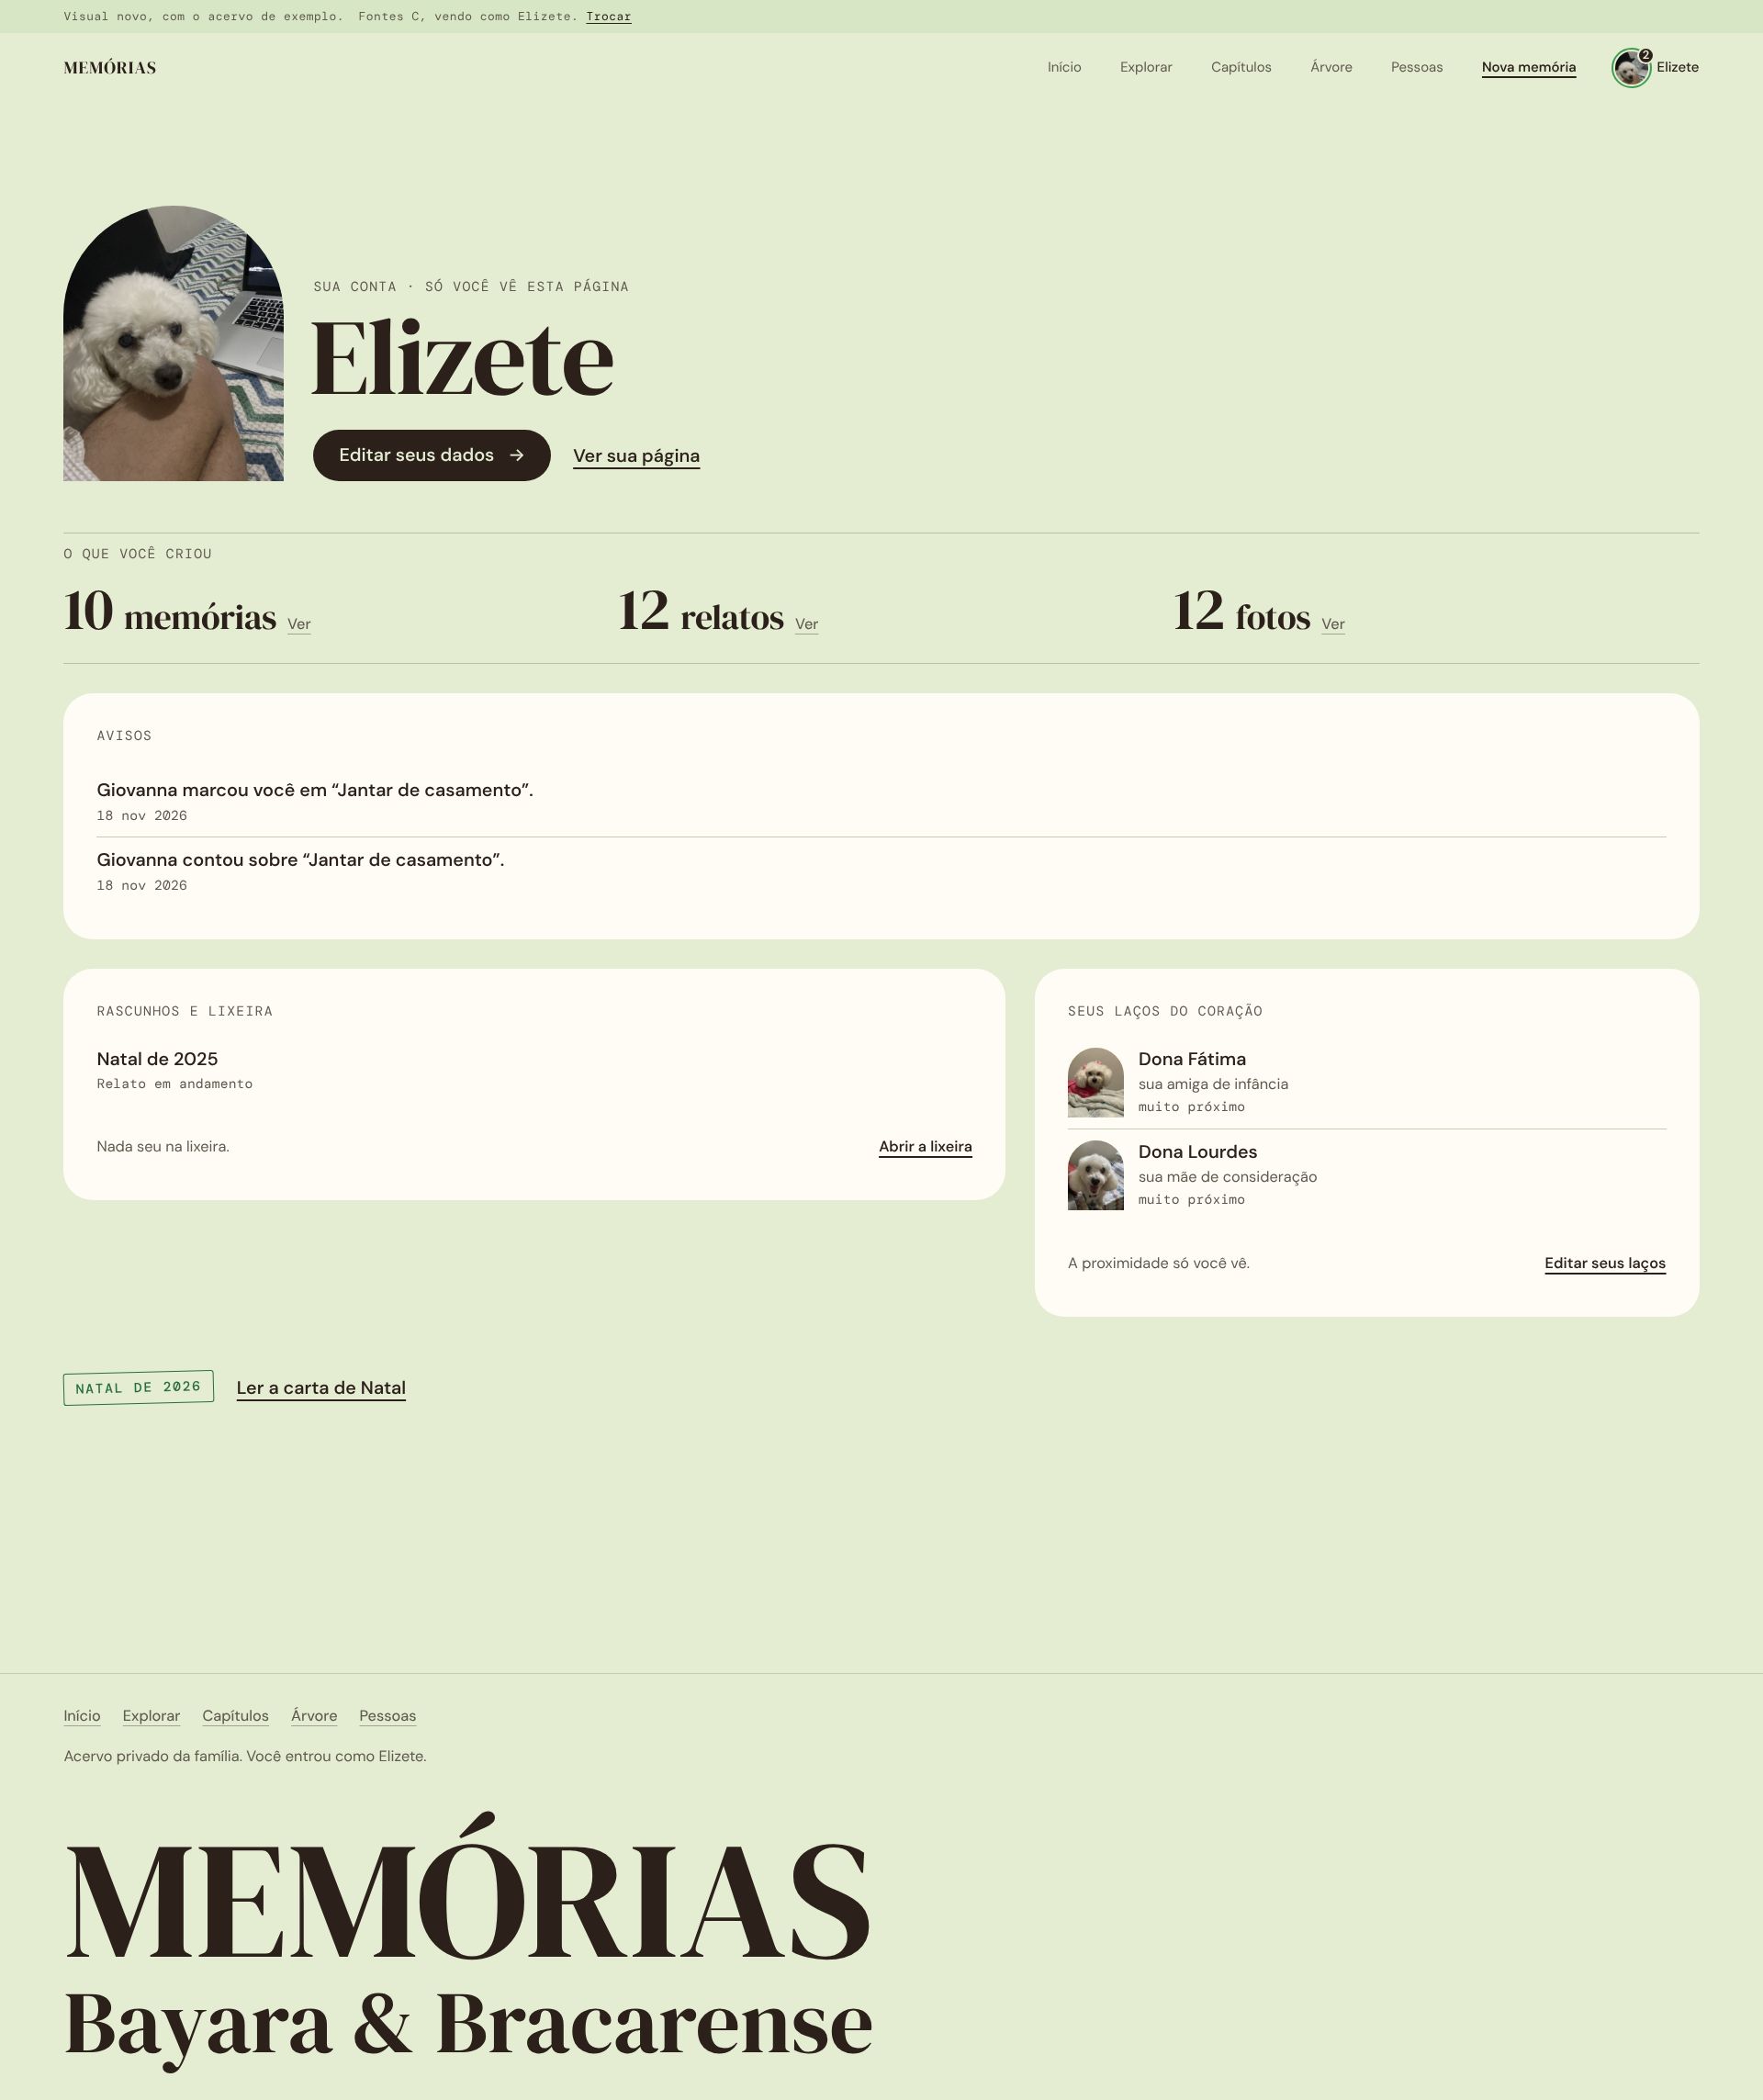 Visual novo, com o acervo de exemplo. Fontes C, vendo como Elizete. Trocar
MEMÓRIAS
Início Explorar Capítulos Árvore Pessoas Nova memória 2 Elizete
SUA CONTA · SÓ VOCÊ VÊ ESTA PÁGINA
Elizete
Editar seus dados → Ver sua página
O QUE VOCÊ CRIOU
10 memórias Ver 12 relatos Ver 12 fotos Ver
AVISOS
Giovanna marcou você em “Jantar de casamento”.
18 nov 2026
Giovanna contou sobre “Jantar de casamento”.
18 nov 2026
RASCUNHOS E LIXEIRA
Natal de 2025
Relato em andamento
Nada seu na lixeira. Abrir a lixeira
SEUS LAÇOS DO CORAÇÃO
Dona Fátima
sua amiga de infância
muito próximo
Dona Lourdes
sua mãe de consideração
muito próximo
A proximidade só você vê. Editar seus laços
NATAL DE 2026 Ler a carta de Natal
Início Explorar Capítulos Árvore Pessoas
Acervo privado da família. Você entrou como Elizete.
MEMÓRIAS
Bayara & Bracarense